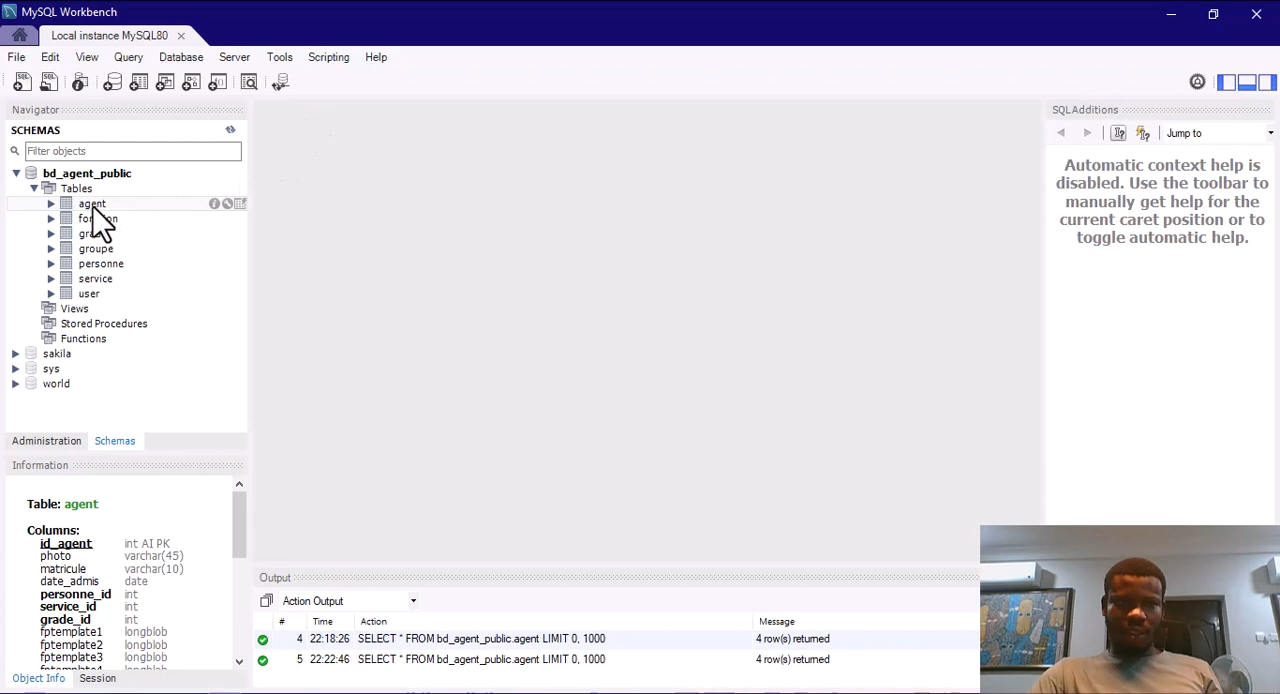 MySQL Workbench
Local instance MySQL80
File Edit View Query Database Server Tools Scripting Help
Navigator
SCHEMAS
Filter objects
bd_agent_public
Tables
agent
groupe
personne
service
user
Views
Stored Procedures
Functions
sakila
sys
world
Administration Schemas
Information
Table: agent
Columns:
id_agent int AI PK
photo varchar(45)
matricule varchar(10)
date_admis date
personne_id int
service_id int
grade_id int
fptemplate1 longblob
fptemplate2 longblob
fptemplate3 longblob
Object Info Session
Output
Action Output
# Time Action Message
4 22:18:26 SELECT * FROM bd_agent_public.agent LIMIT 0, 1000 4 row(s) returned
5 22:22:46 SELECT * FROM bd_agent_public.agent LIMIT 0, 1000 4 row(s) returned
SQLAdditions
Jump to
Automatic context help is
disabled. Use the toolbar to
manually get help for the
current caret position or to
toggle automatic help.